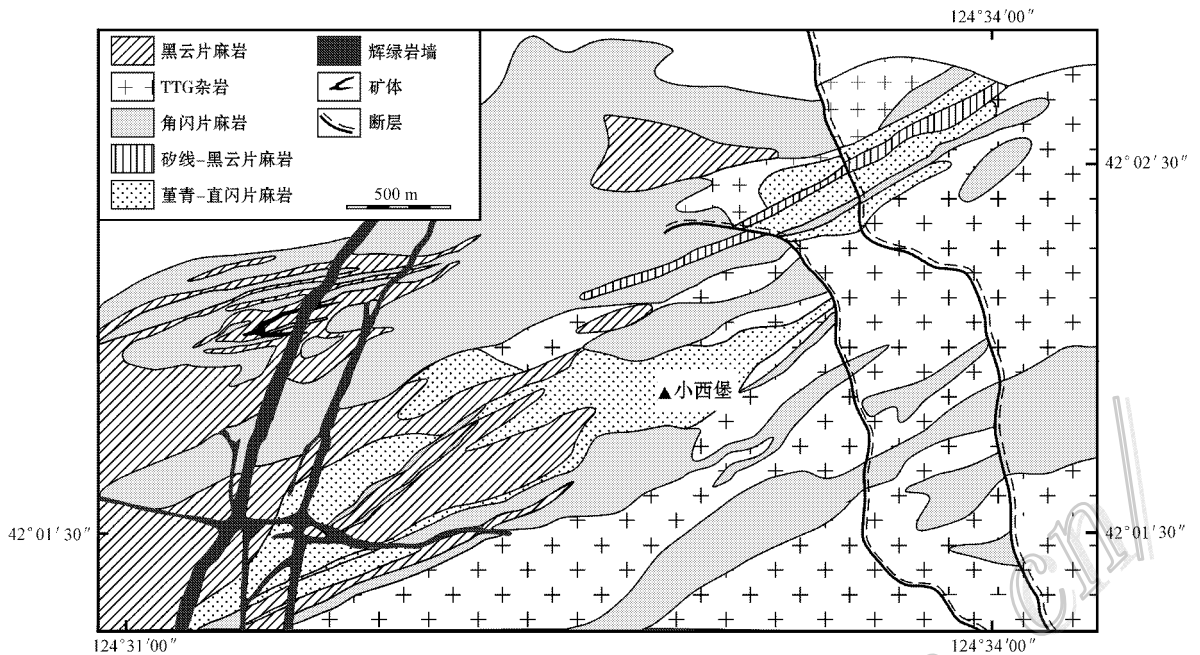 124°34′00″
黑云片麻岩
TTG杂岩
角闪片麻岩
矽线-黑云片麻岩
堇青-直闪片麻岩
辉绿岩墙
矿体
断层
500 m
42°02′30″
小西堡
42°01′30″
42°01′30″
124°31′00″
124°34′00″
cn/